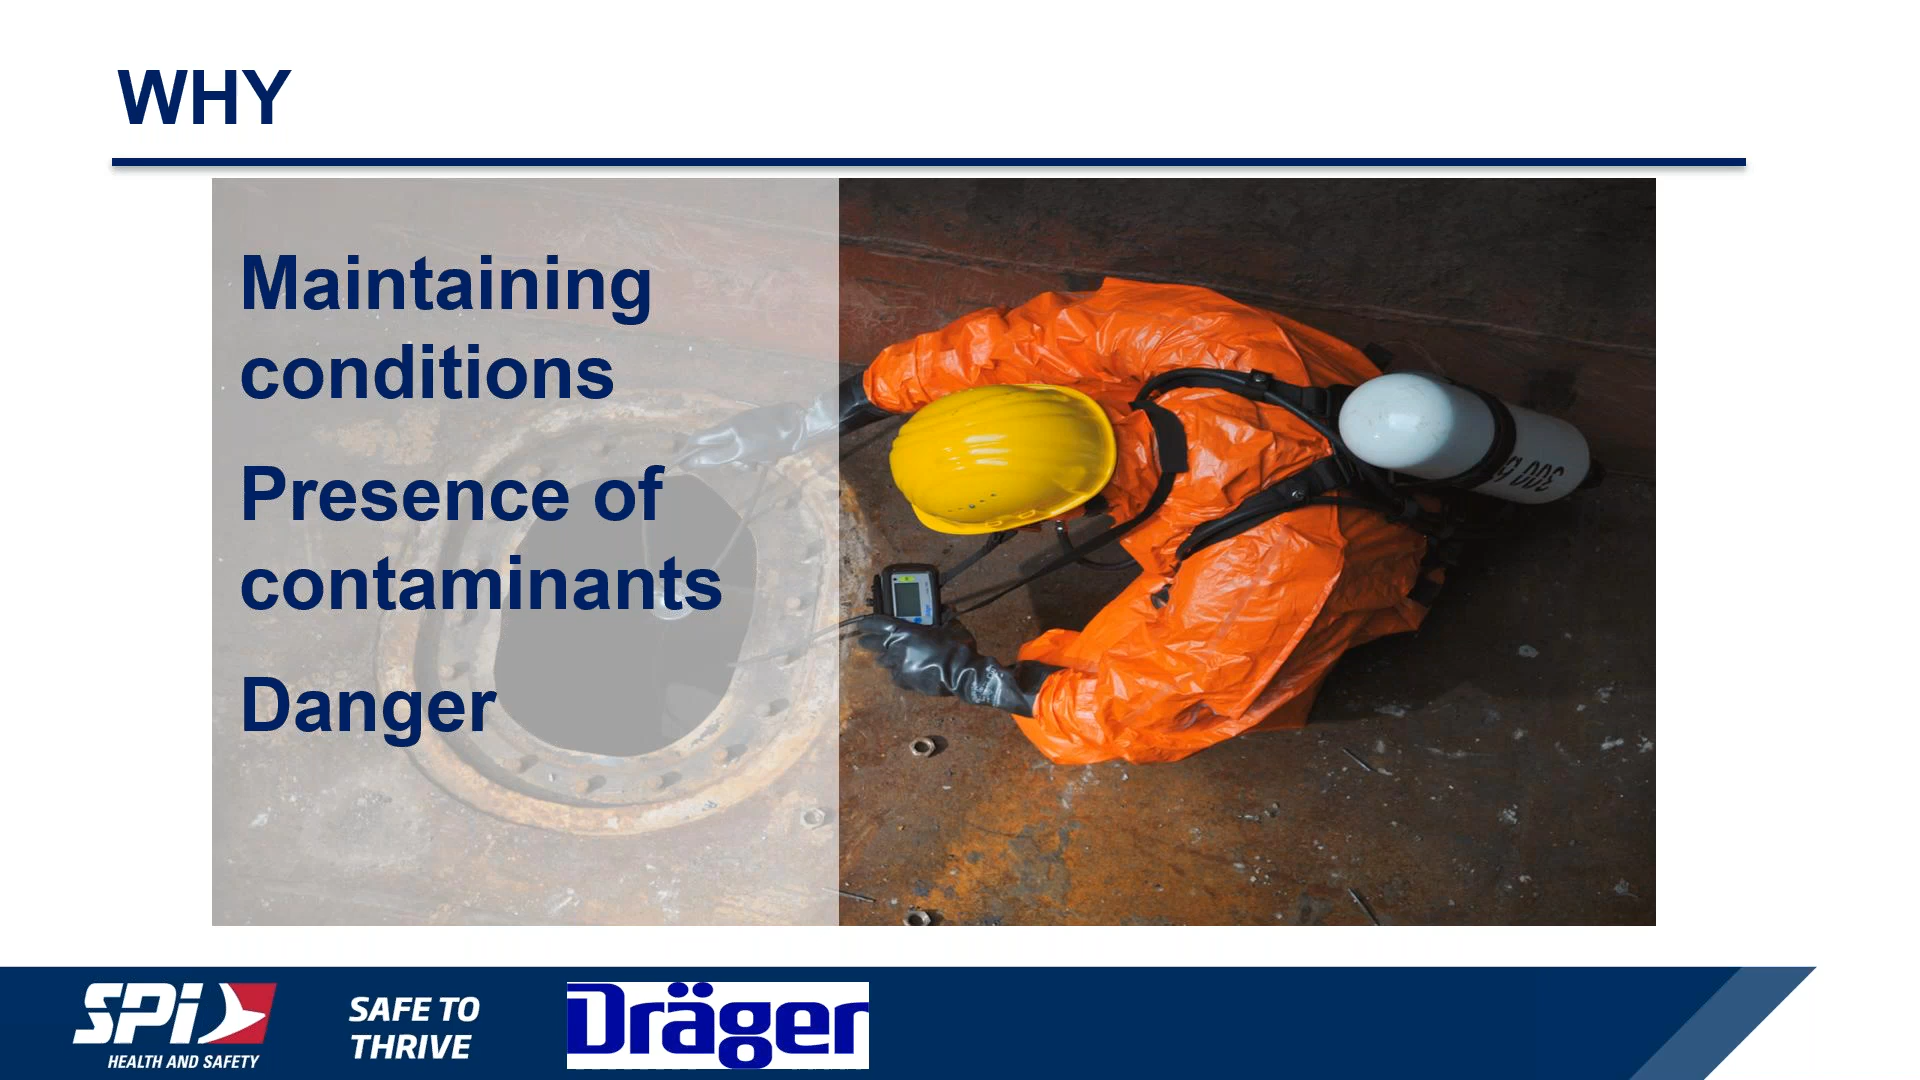 WHY
Maintaining
conditions
Presence of
contaminants
Danger
SPi
HEALTH AND SAFETY
SAFE TO
THRIVE
Dräger